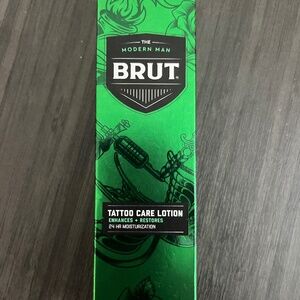 THE
MODERN MAN
BRUT
TATTOO CARE LOTION
ENHANCES + RESTORES
24 HR MOISTURIZATION